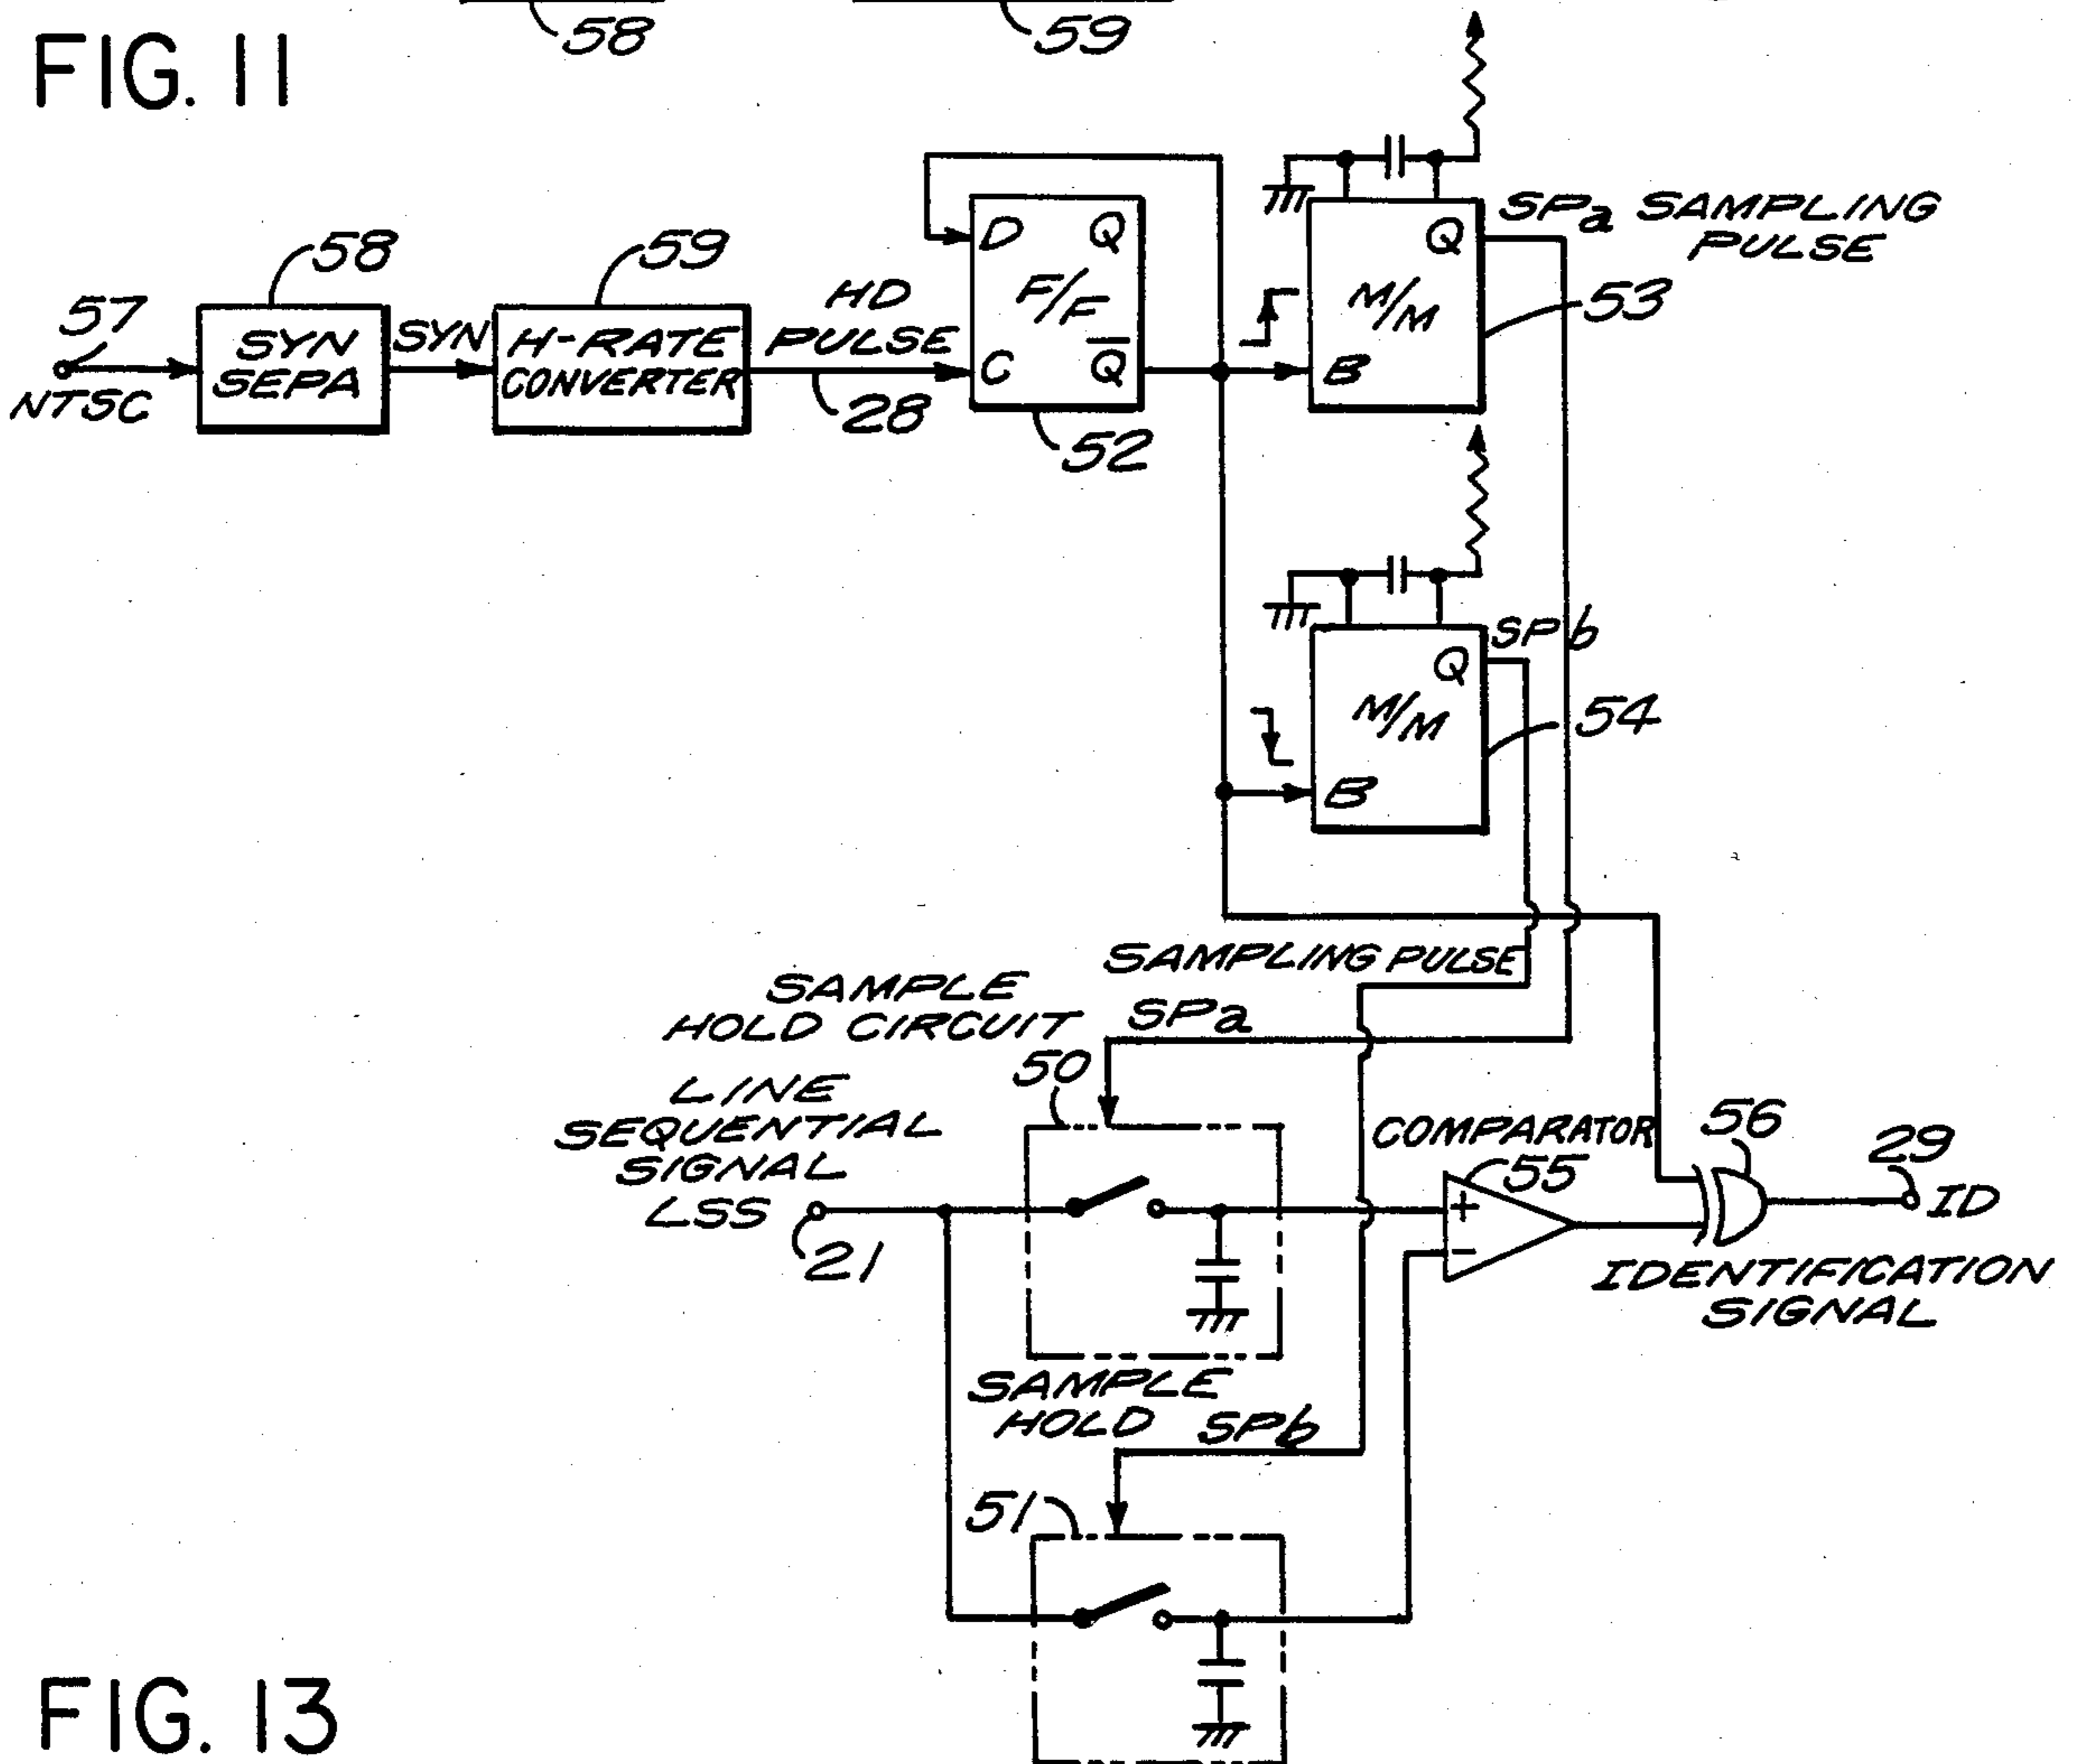 58 59
FIG. 11
57
NTSC
58
SYN
SEPA
SYN
59
H-RATE
CONVERTER
HD
PULSE
28
D Q
F/F
C Q̅
52
Q
M/M
B
SPa SAMPLING
PULSE
53
SPb
Q
M/M
B
54
SAMPLING PULSE
SAMPLE
HOLD CIRCUIT
50
SPa
LINE
SEQUENTIAL
SIGNAL
LSS
21
COMPARATOR
55
+
−
56
29
ID
IDENTIFICATION
SIGNAL
SAMPLE
HOLD
SPb
51
FIG. 13